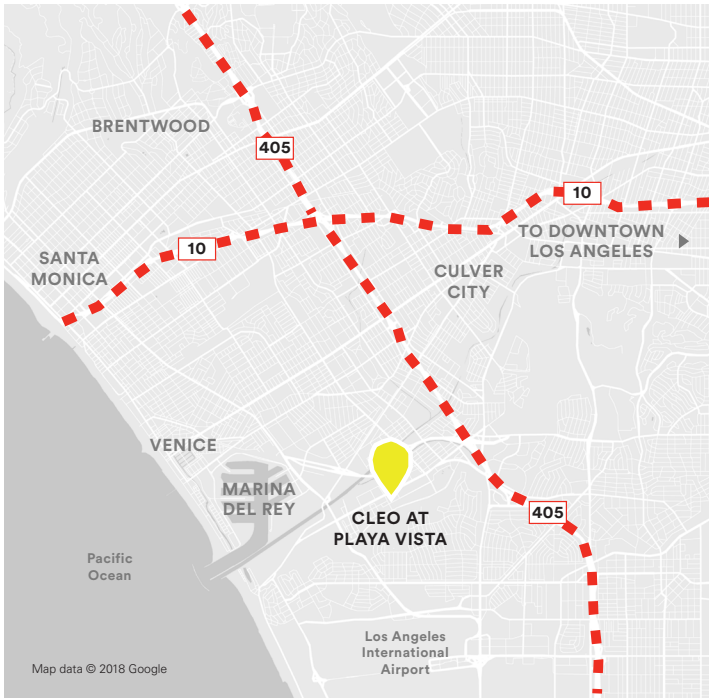 BRENTWOOD
405
10
10
TO DOWNTOWN
LOS ANGELES
SANTA
MONICA
CULVER
CITY
VENICE
MARINA
DEL REY
CLEO AT
PLAYA VISTA
405
Pacific
Ocean
Los Angeles
International
Airport
Map data © 2018 Google